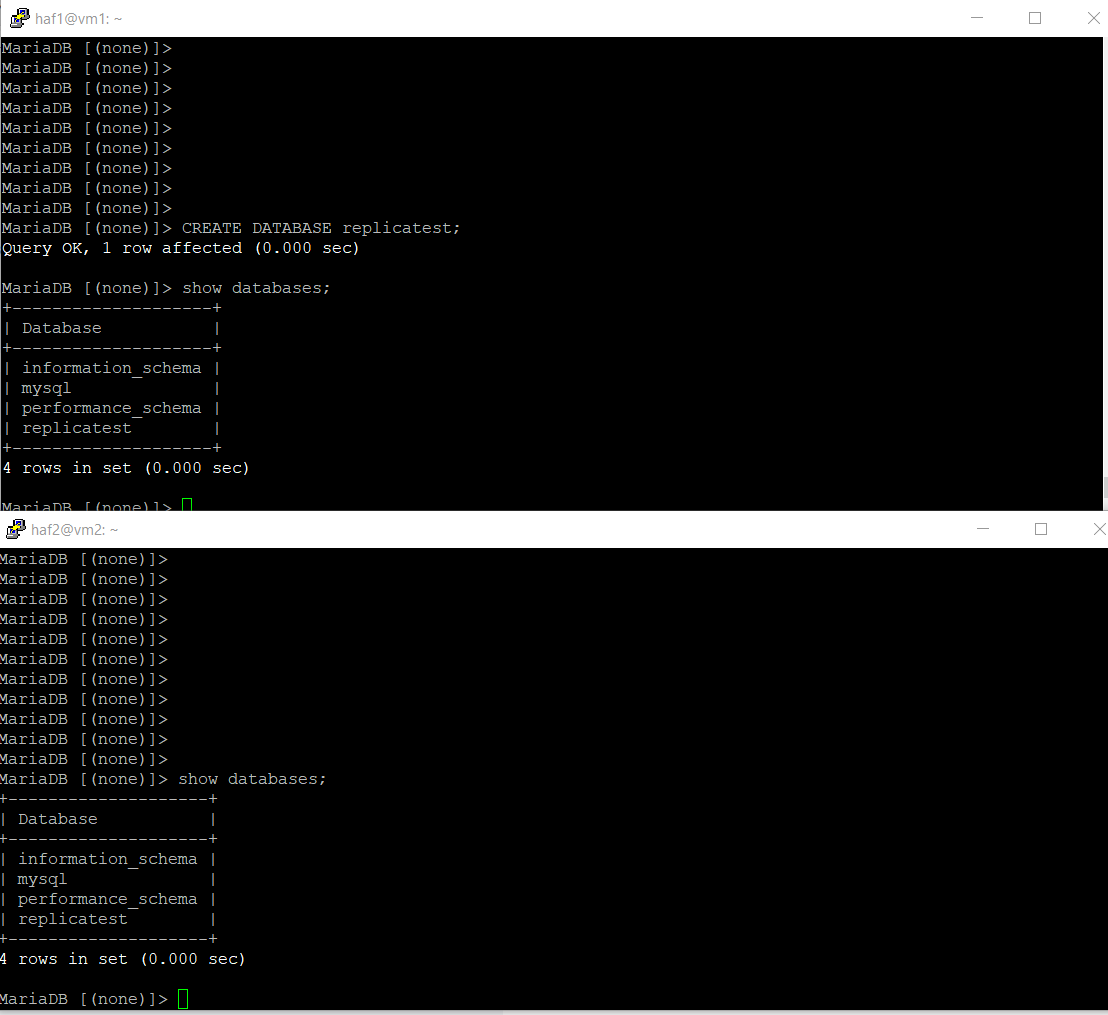 haf1@vm1: ~
MariaDB [(none)]>
MariaDB [(none)]>
MariaDB [(none)]>
MariaDB [(none)]>
MariaDB [(none)]>
MariaDB [(none)]>
MariaDB [(none)]>
MariaDB [(none)]>
MariaDB [(none)]>
MariaDB [(none)]> CREATE DATABASE replicatest;
Query OK, 1 row affected (0.000 sec)
MariaDB [(none)]> show databases;
+--------------------+
| Database           |
+--------------------+
| information_schema |
| mysql              |
| performance_schema |
| replicatest        |
+--------------------+
4 rows in set (0.000 sec)
MariaDB [(none)]>
haf2@vm2: ~
MariaDB [(none)]>
MariaDB [(none)]>
MariaDB [(none)]>
MariaDB [(none)]>
MariaDB [(none)]>
MariaDB [(none)]>
MariaDB [(none)]>
MariaDB [(none)]>
MariaDB [(none)]>
MariaDB [(none)]>
MariaDB [(none)]>
MariaDB [(none)]> show databases;
+--------------------+
| Database           |
+--------------------+
| information_schema |
| mysql              |
| performance_schema |
| replicatest        |
+--------------------+
4 rows in set (0.000 sec)
MariaDB [(none)]>